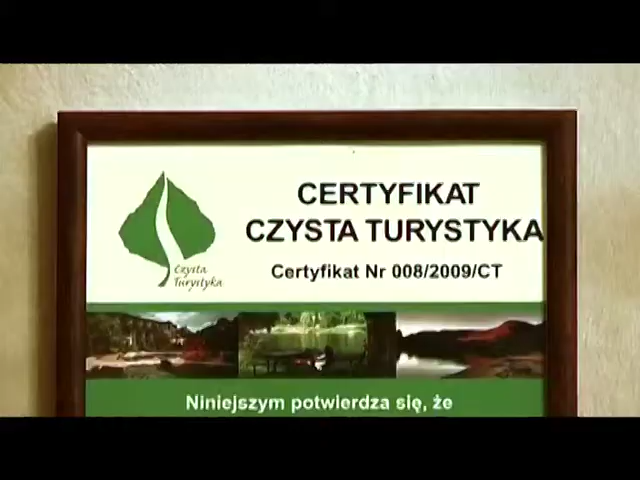 CERTYFIKAT
CZYSTA TURYSTYKA
Certyfikat Nr 008/2009/CT
Czysta
Turystyka
Niniejszym potwierdza się, że